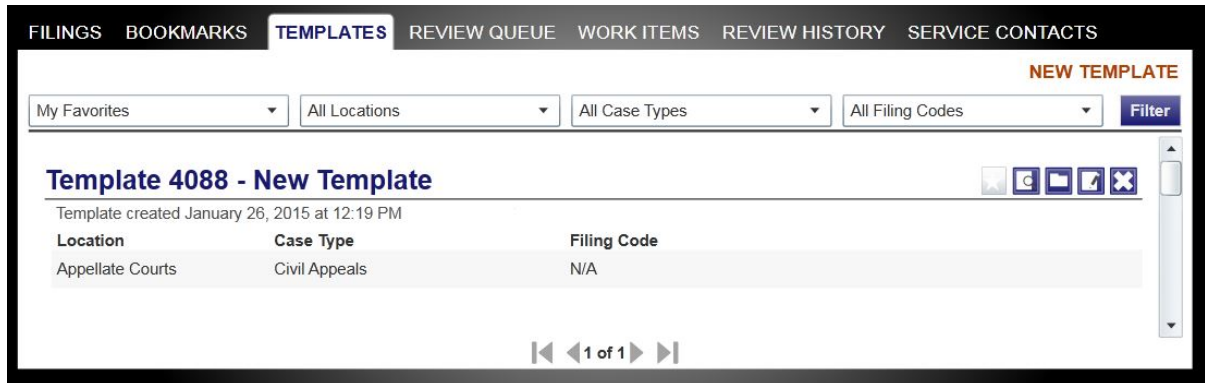 FILINGS BOOKMARKS TEMPLATES REVIEW QUEUE WORK ITEMS REVIEW HISTORY SERVICE CONTACTS
NEW TEMPLATE
My Favorites All Locations All Case Types All Filing Codes Filter
Template 4088 - New Template
Template created January 26, 2015 at 12:19 PM
Location Case Type Filing Code
Appellate Courts Civil Appeals N/A
1 of 1